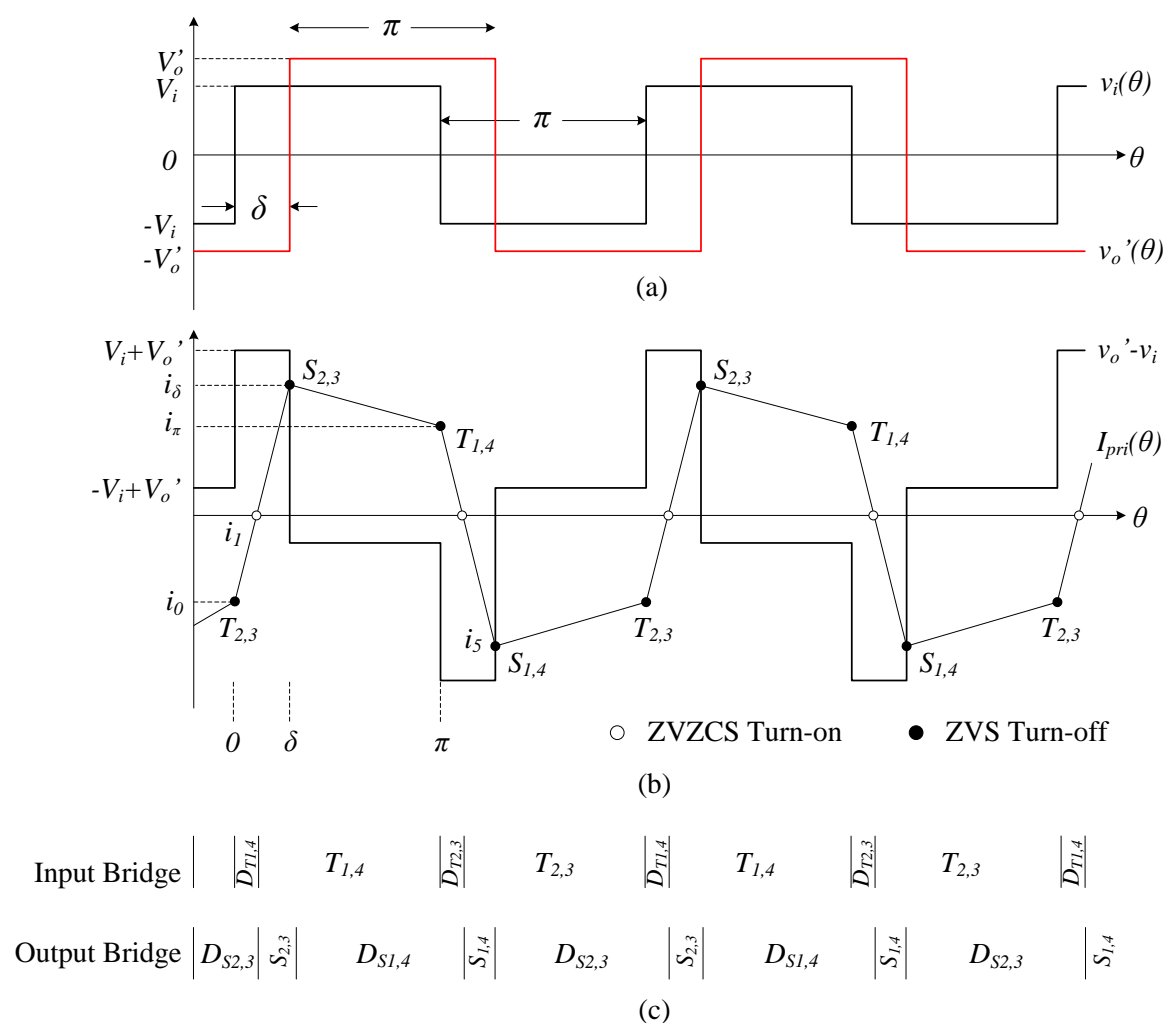 (a)
π
V'o
Vi
vi(θ)
π
0
θ
δ
-Vi
-V'o
vo'(θ)
(a)
Vi+Vo'
vo'-vi
S2,3
S2,3
iδ
iπ
T1,4
T1,4
Ipri(θ)
-Vi+Vo'
i1
θ
i0
T2,3
T2,3
T2,3
i5
S1,4
S1,4
0
δ
π
ZVZCS Turn-on
ZVS Turn-off
(b)
Input Bridge
DT1,4
T1,4
DT2,3
T2,3
DT1,4
T1,4
DT2,3
T2,3
DT1,4
Output Bridge
DS2,3
S2,3
DS1,4
S1,4
DS2,3
S2,3
DS1,4
S1,4
DS2,3
S1,4
(c)